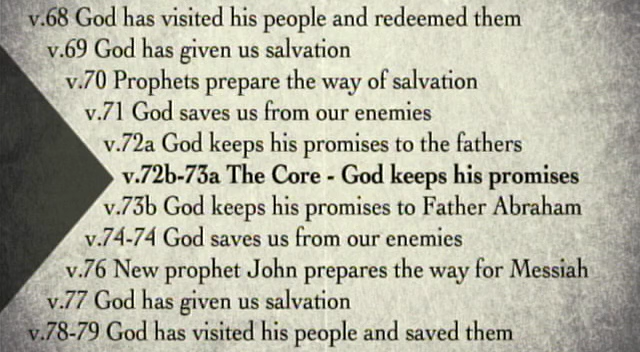 v.68 God has visited his people and redeemed them
v.69 God has given us salvation
v.70 Prophets prepare the way of salvation
v.71 God saves us from our enemies
v.72a God keeps his promises to the fathers
v.72b-73a The Core - God keeps his promises
v.73b God keeps his promises to Father Abraham
v.74-74 God saves us from our enemies
v.76 New prophet John prepares the way for Messiah
v.77 God has given us salvation
v.78-79 God has visited his people and saved them